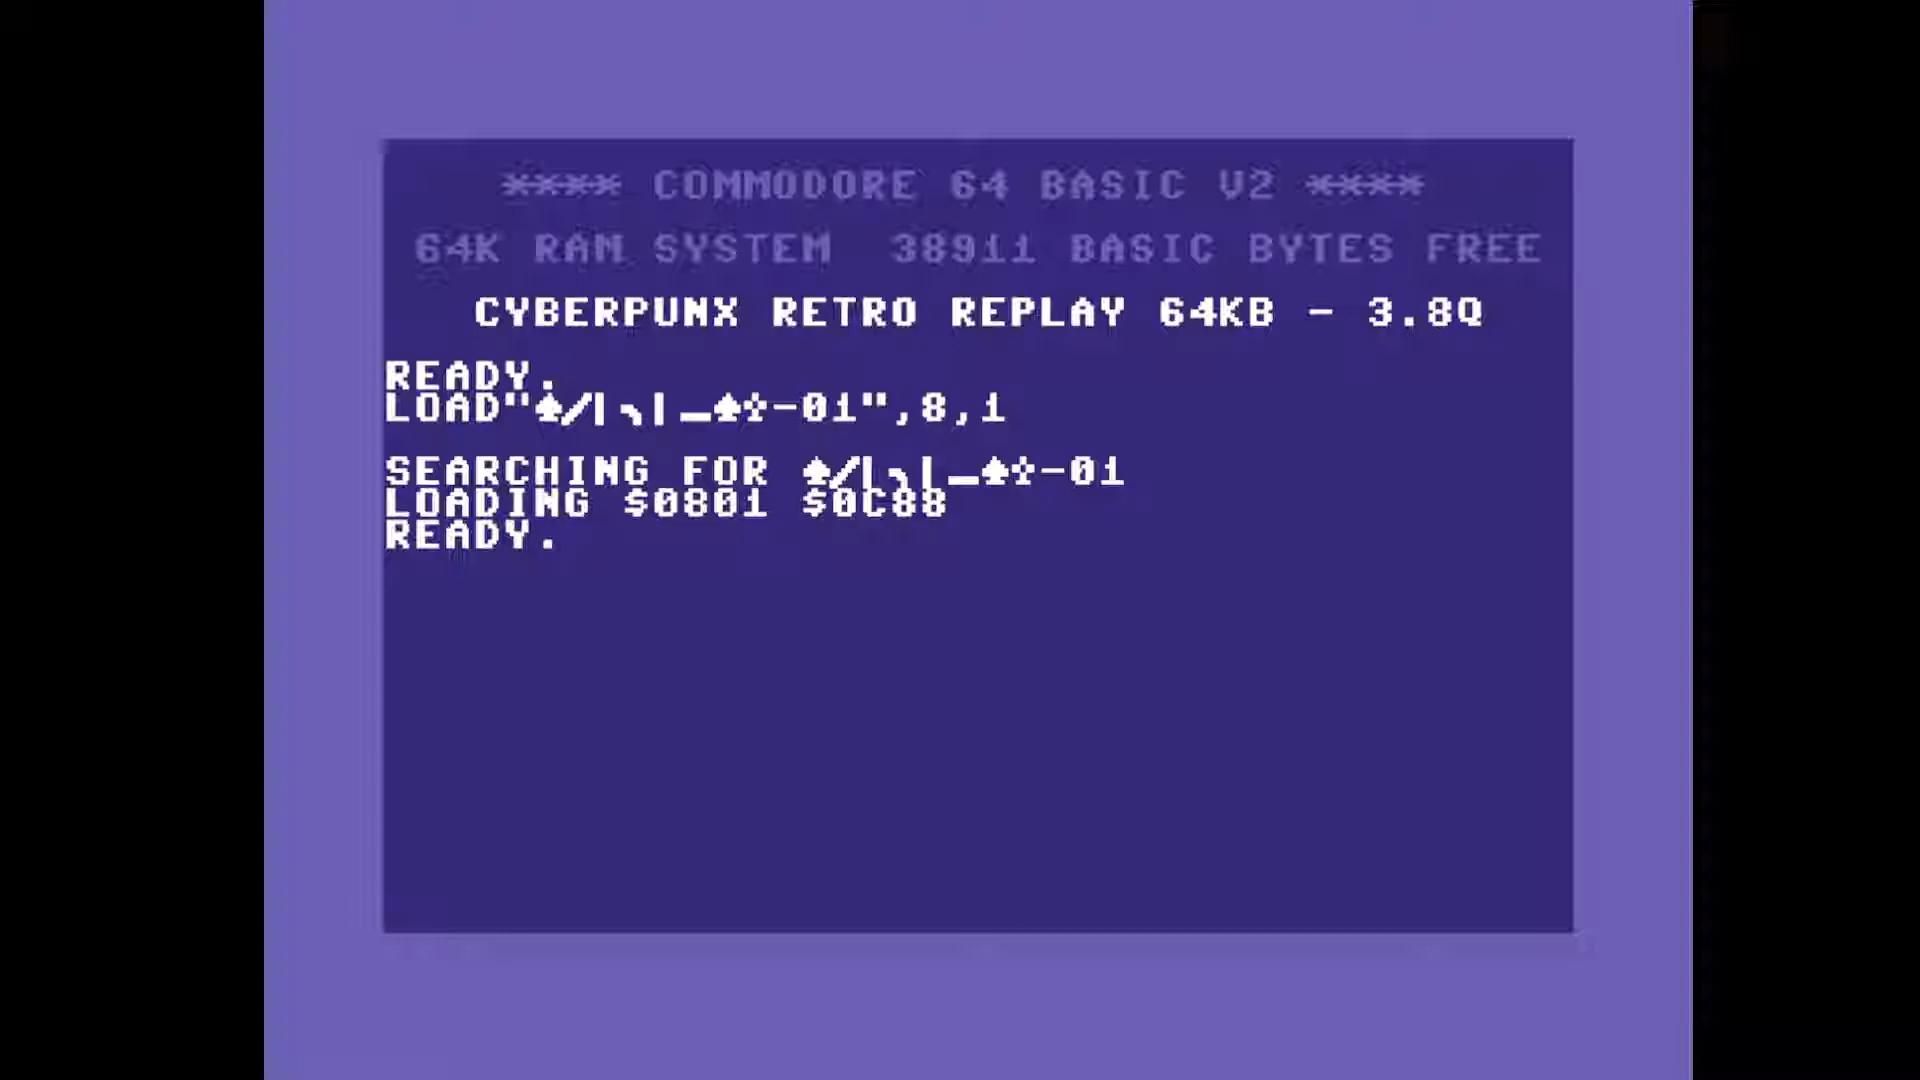 **** COMMODORE 64 BASIC V2 ****
64K RAM SYSTEM  38911 BASIC BYTES FREE
CYBERPUNX RETRO REPLAY 64KB - 3.8Q
READY.
LOAD"♠╱|╮|▂♠♣-01",8,1
SEARCHING FOR ♠╱|╮|▂♠♣-01
LOADING $0801 $0C88
READY.